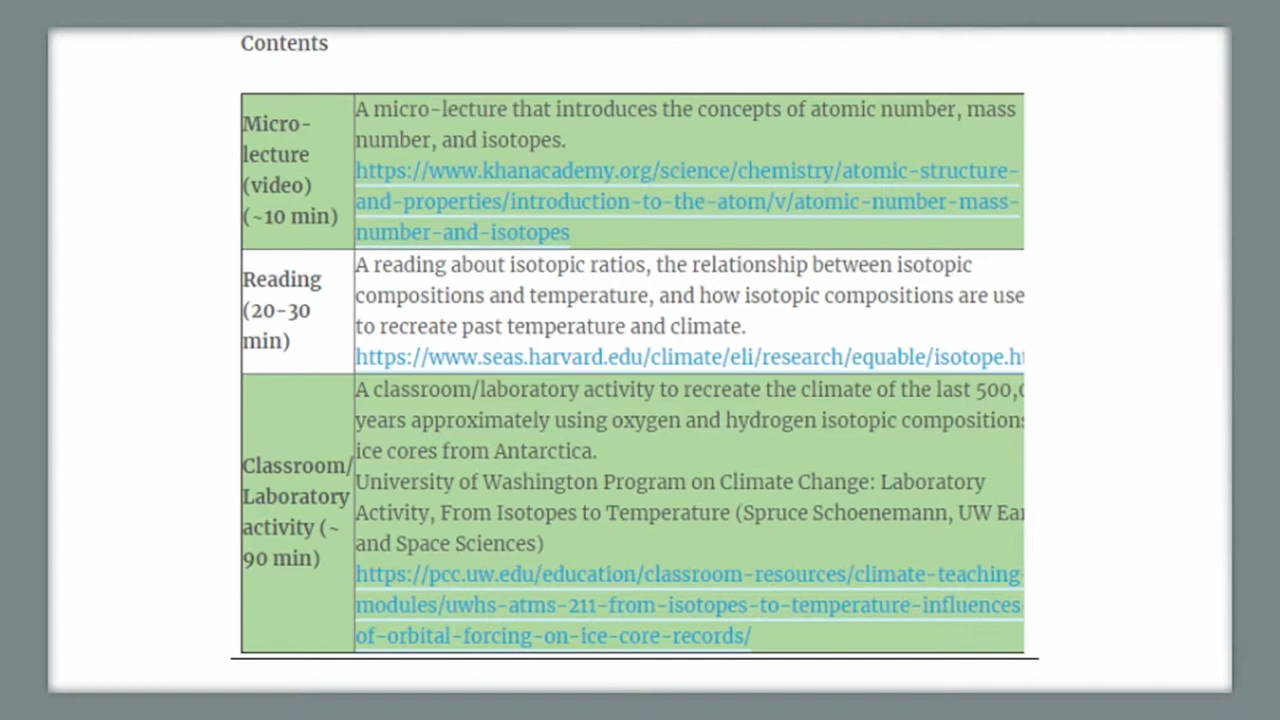 Contents
Micro-
lecture
(video)
(~10 min)
A micro-lecture that introduces the concepts of atomic number, mass
number, and isotopes.
https://www.khanacademy.org/science/chemistry/atomic-structure-
and-properties/introduction-to-the-atom/v/atomic-number-mass-
number-and-isotopes
Reading
(20-30
min)
A reading about isotopic ratios, the relationship between isotopic
compositions and temperature, and how isotopic compositions are use
to recreate past temperature and climate.
https://www.seas.harvard.edu/climate/eli/research/equable/isotope.ht
Classroom/
Laboratory
activity (~
90 min)
A classroom/laboratory activity to recreate the climate of the last 500,
years approximately using oxygen and hydrogen isotopic compositions
ice cores from Antarctica.
University of Washington Program on Climate Change: Laboratory
Activity, From Isotopes to Temperature (Spruce Schoenemann, UW Ear
and Space Sciences)
https://pcc.uw.edu/education/classroom-resources/climate-teaching-
modules/uwhs-atms-211-from-isotopes-to-temperature-influences
of-orbital-forcing-on-ice-core-records/